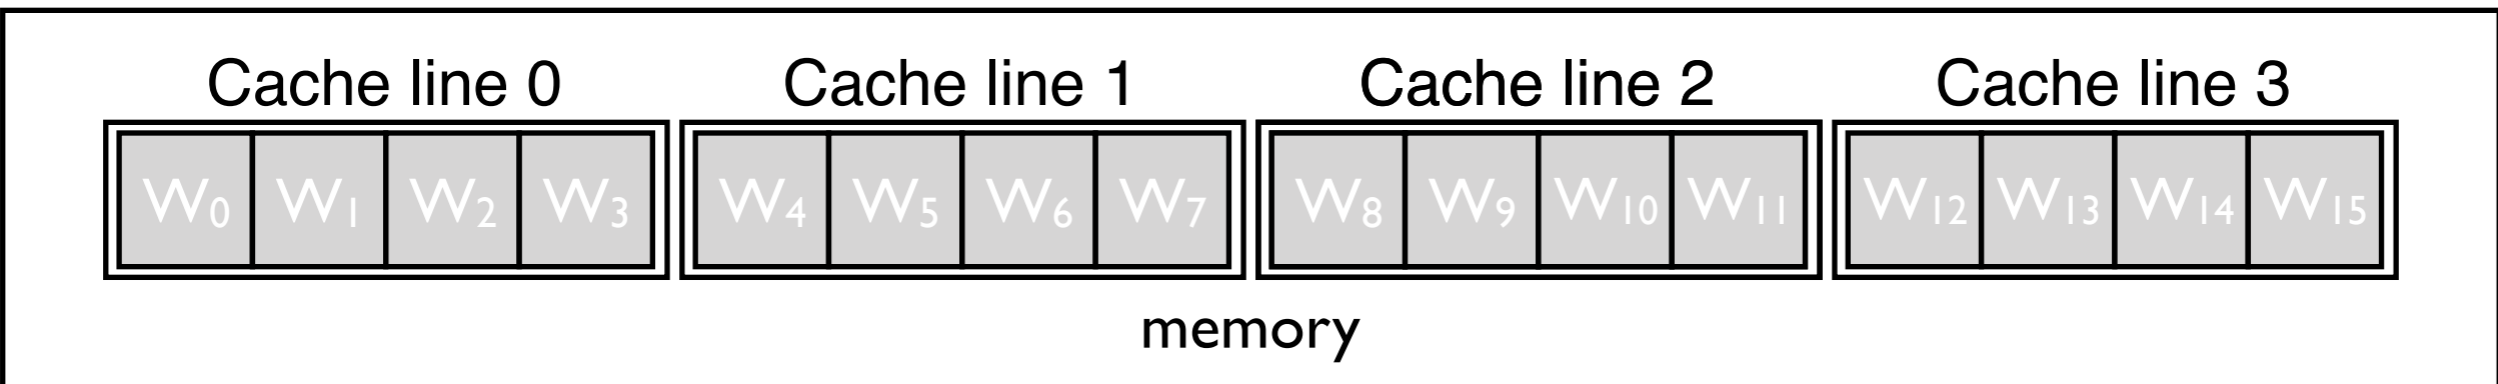 Cache line 0 Cache line 1 Cache line 2 Cache line 3
W0 W1 W2 W3 W4 W5 W6 W7 W8 W9 W10 W11 W12 W13 W14 W15
memory